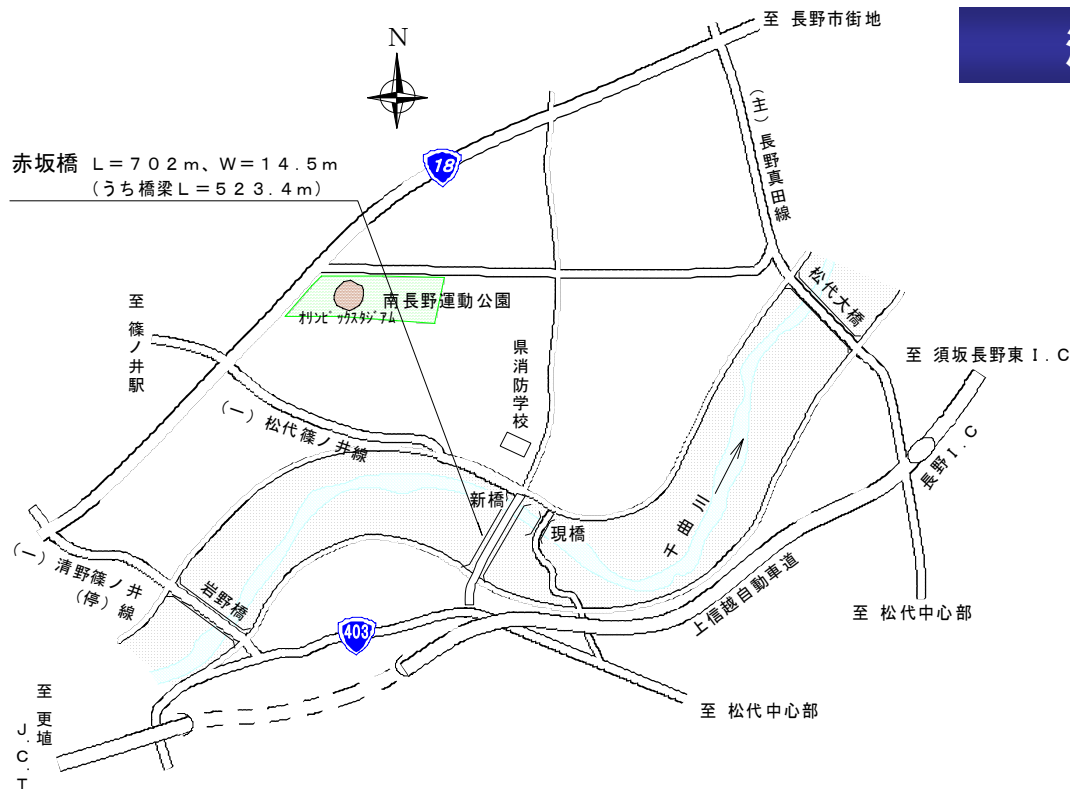 至 長野市街地
N
(主)長野真田線
赤坂橋 L=702m、W=14.5m
(うち橋梁L=523.4m)
18
松代大橋
南長野運動公園
オリンピックスタジアム
至 篠ノ井駅
県消防学校
至 須坂長野東I.C
(一)松代篠ノ井線
長野I.C
新橋
現橋
千曲川
(一)清野篠ノ井
(停)線
岩野橋
上信越自動車道
至 松代中心部
403
至 更埴
J.C.T
至 松代中心部